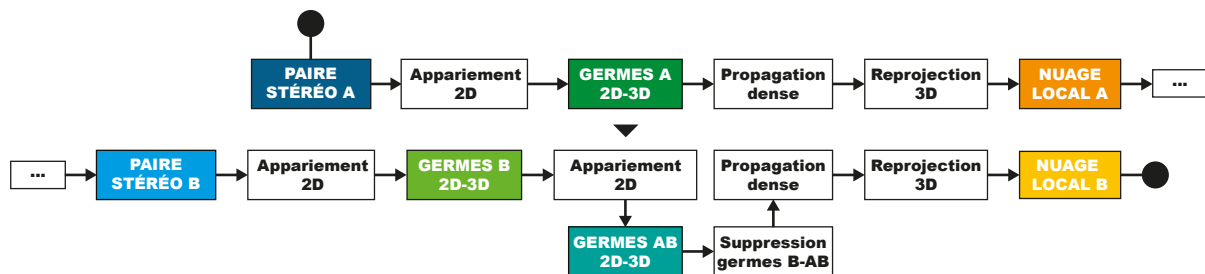 PAIRE
STÉRÉO A
Appariement
2D
GERMES A
2D-3D
Propagation
dense
Reprojection
3D
NUAGE
LOCAL A
...
...
PAIRE
STÉRÉO B
Appariement
2D
GERMES B
2D-3D
Appariement
2D
Propagation
dense
Reprojection
3D
NUAGE
LOCAL B
GERMES AB
2D-3D
Suppression
germes B-AB